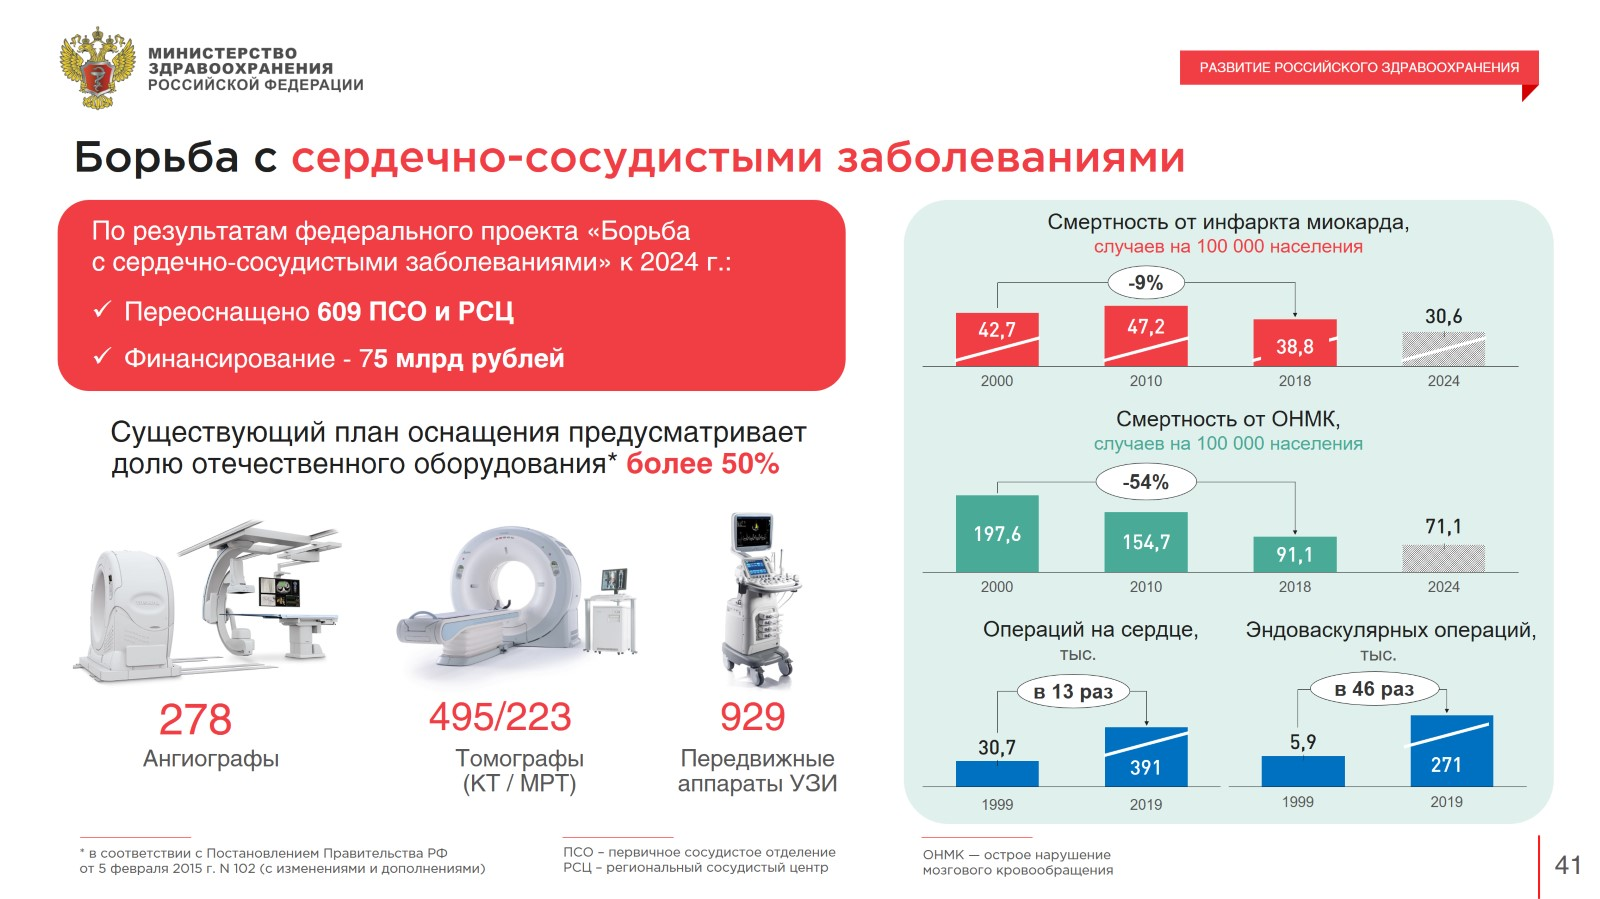 МИНИСТЕРСТВО
ЗДРАВООХРАНЕНИЯ
РОССИЙСКОЙ ФЕДЕРАЦИИ
РАЗВИТИЕ РОССИЙСКОГО ЗДРАВООХРАНЕНИЯ
Борьба с сердечно-сосудистыми заболеваниями
По результатам федерального проекта «Борьба
с сердечно-сосудистыми заболеваниями» к 2024 г.:
✓ Переоснащено 609 ПСО и РСЦ
✓ Финансирование - 75 млрд рублей
Существующий план оснащения предусматривает
долю отечественного оборудования* более 50%
278
Ангиографы
495/223
Томографы
(КТ / МРТ)
929
Передвижные
аппараты УЗИ
Смертность от инфаркта миокарда,
случаев на 100 000 населения
-9%
42,7
47,2
38,8
30,6
2000
2010
2018
2024
Смертность от ОНМК,
случаев на 100 000 населения
-54%
197,6
154,7
91,1
71,1
2000
2010
2018
2024
Операций на сердце,
тыс.
в 13 раз
30,7
391
1999
2019
Эндоваскулярных операций,
тыс.
в 46 раз
5,9
271
1999
2019
* в соответствии с Постановлением Правительства РФ
от 5 февраля 2015 г. N 102 (с изменениями и дополнениями)
ПСО – первичное сосудистое отделение
РСЦ – региональный сосудистый центр
ОНМК — острое нарушение
мозгового кровообращения
41